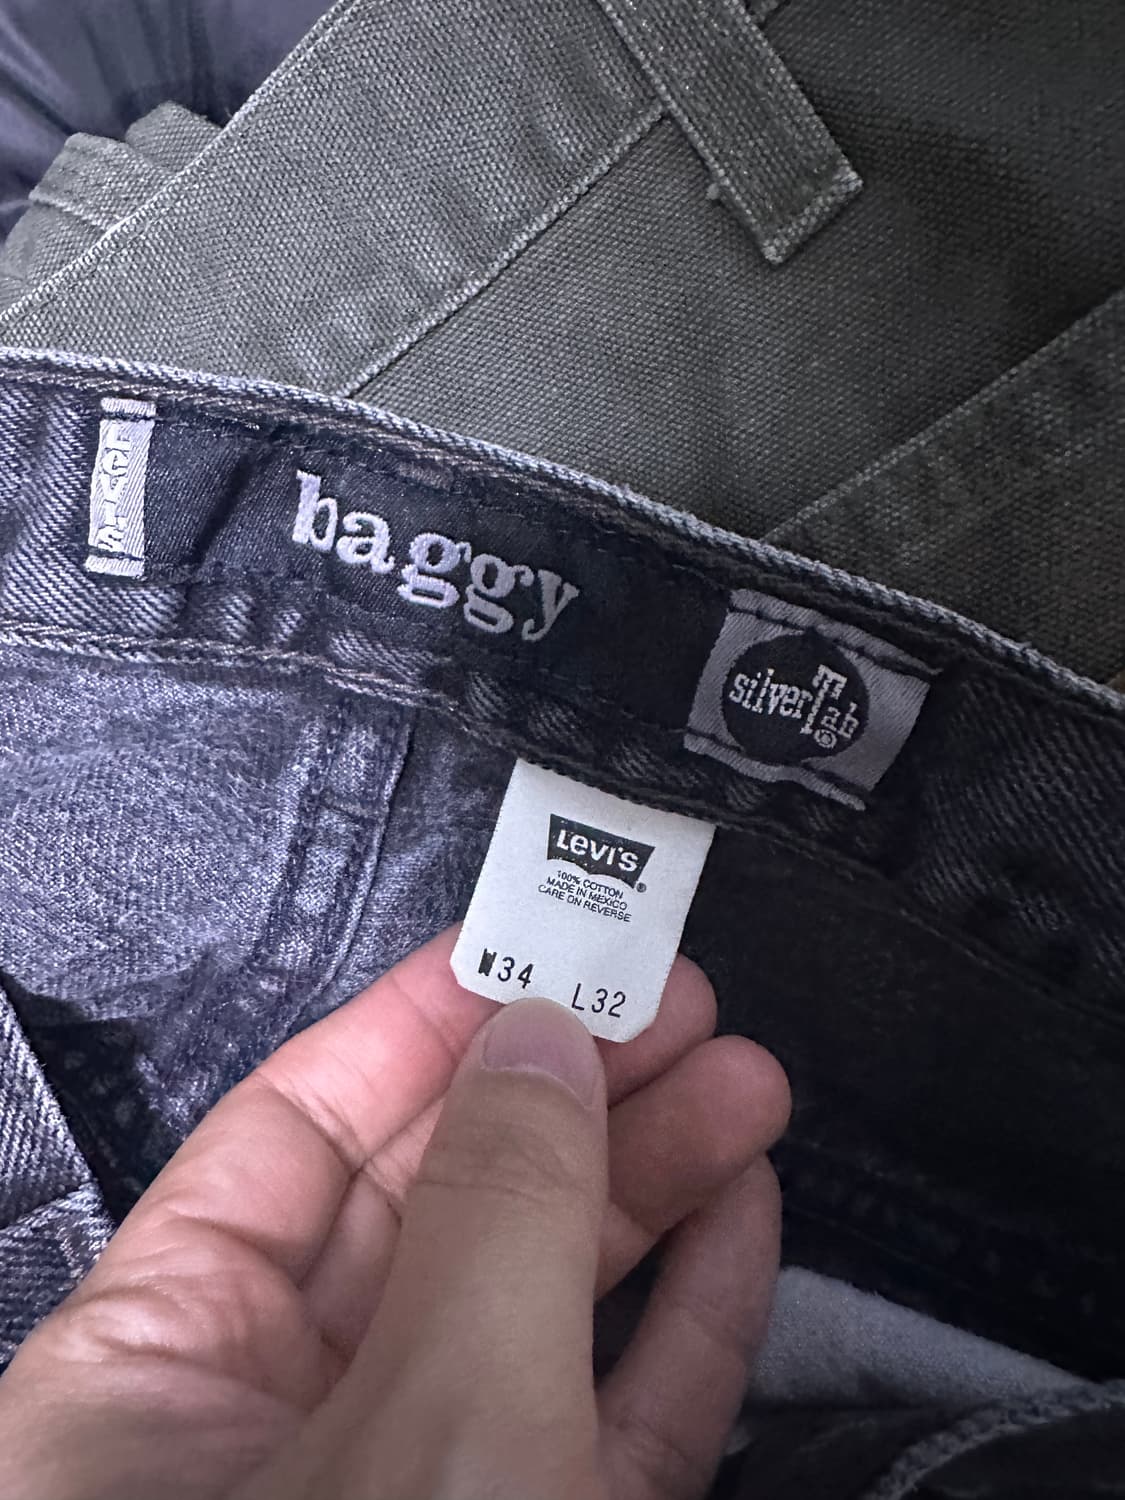 LEVI'S
baggy
silverTab®
Levi's®
100% COTTON
MADE IN MEXICO
CARE ON REVERSE
W34 L32